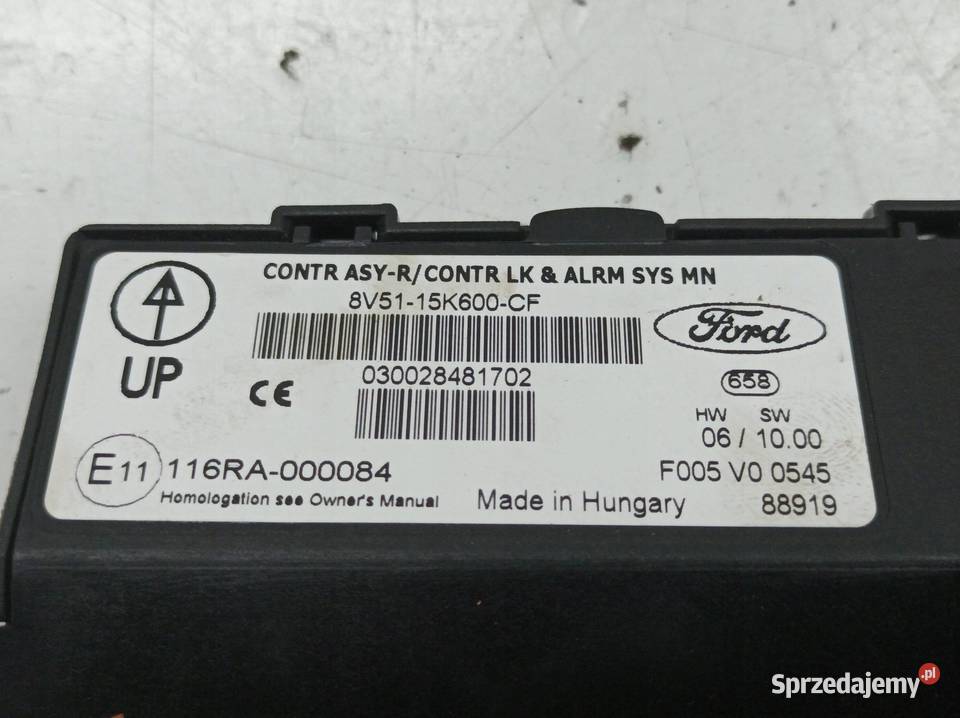 CONTR ASY-R/CONTR LK & ALRM SYS MN
8V51-15K600-CF
Ford
UP
CE
030028481702
658
HW SW
06 / 10.00
E11 116RA-000084
F005 V0 0545
Homologation see Owner's Manual
Made in Hungary
88919
Sprzedajemy.pl